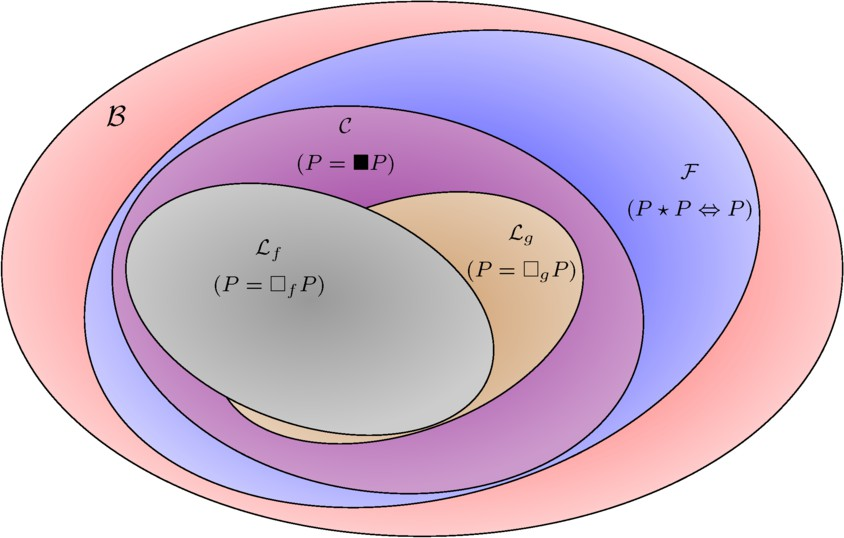 ℬ
𝒞
(P = ■P)
ℱ
(P ⋆ P ⇔ P)
ℒ_g
(P = □_g P)
ℒ_f
(P = □_f P)